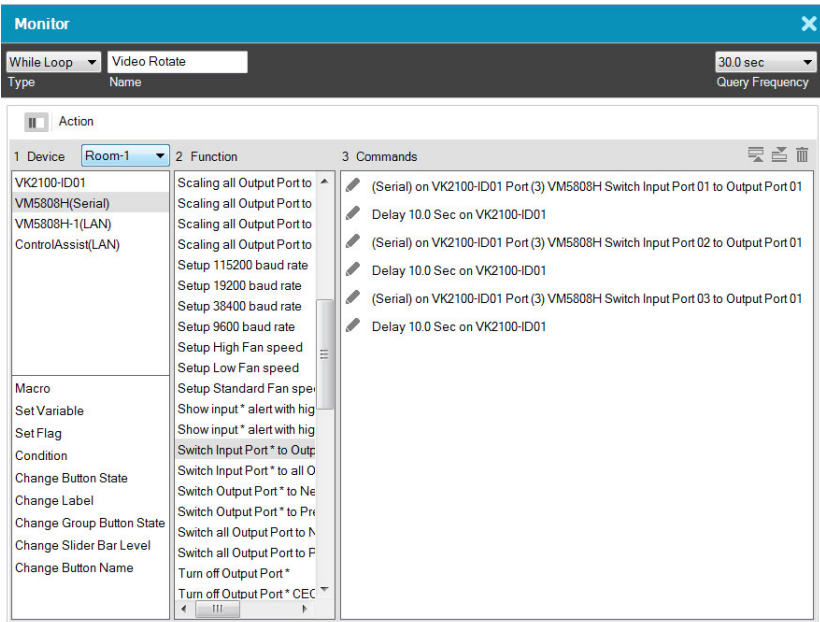 Monitor
While Loop Video Rotate 30.0 sec
Type Name Query Frequency
Action
1 Device Room-1 2 Function 3 Commands
VK2100-ID01
VM5808H(Serial)
VM5808H-1(LAN)
ControlAssist(LAN)
Macro
Set Variable
Set Flag
Condition
Change Button State
Change Label
Change Group Button State
Change Slider Bar Level
Change Button Name
Scaling all Output Port to
Scaling all Output Port to
Scaling all Output Port to
Scaling all Output Port to
Setup 115200 baud rate
Setup 19200 baud rate
Setup 38400 baud rate
Setup 9600 baud rate
Setup High Fan speed
Setup Low Fan speed
Setup Standard Fan spe
Show input * alert with hig
Show input * alert with hig
Switch Input Port * to Outp
Switch Input Port * to all O
Switch Output Port * to Ne
Switch Output Port * to Pre
Switch all Output Port to N
Switch all Output Port to P
Turn off Output Port *
Turn off Output Port * CEC
(Serial) on VK2100-ID01 Port (3) VM5808H Switch Input Port 01 to Output Port 01
Delay 10.0 Sec on VK2100-ID01
(Serial) on VK2100-ID01 Port (3) VM5808H Switch Input Port 02 to Output Port 01
Delay 10.0 Sec on VK2100-ID01
(Serial) on VK2100-ID01 Port (3) VM5808H Switch Input Port 03 to Output Port 01
Delay 10.0 Sec on VK2100-ID01